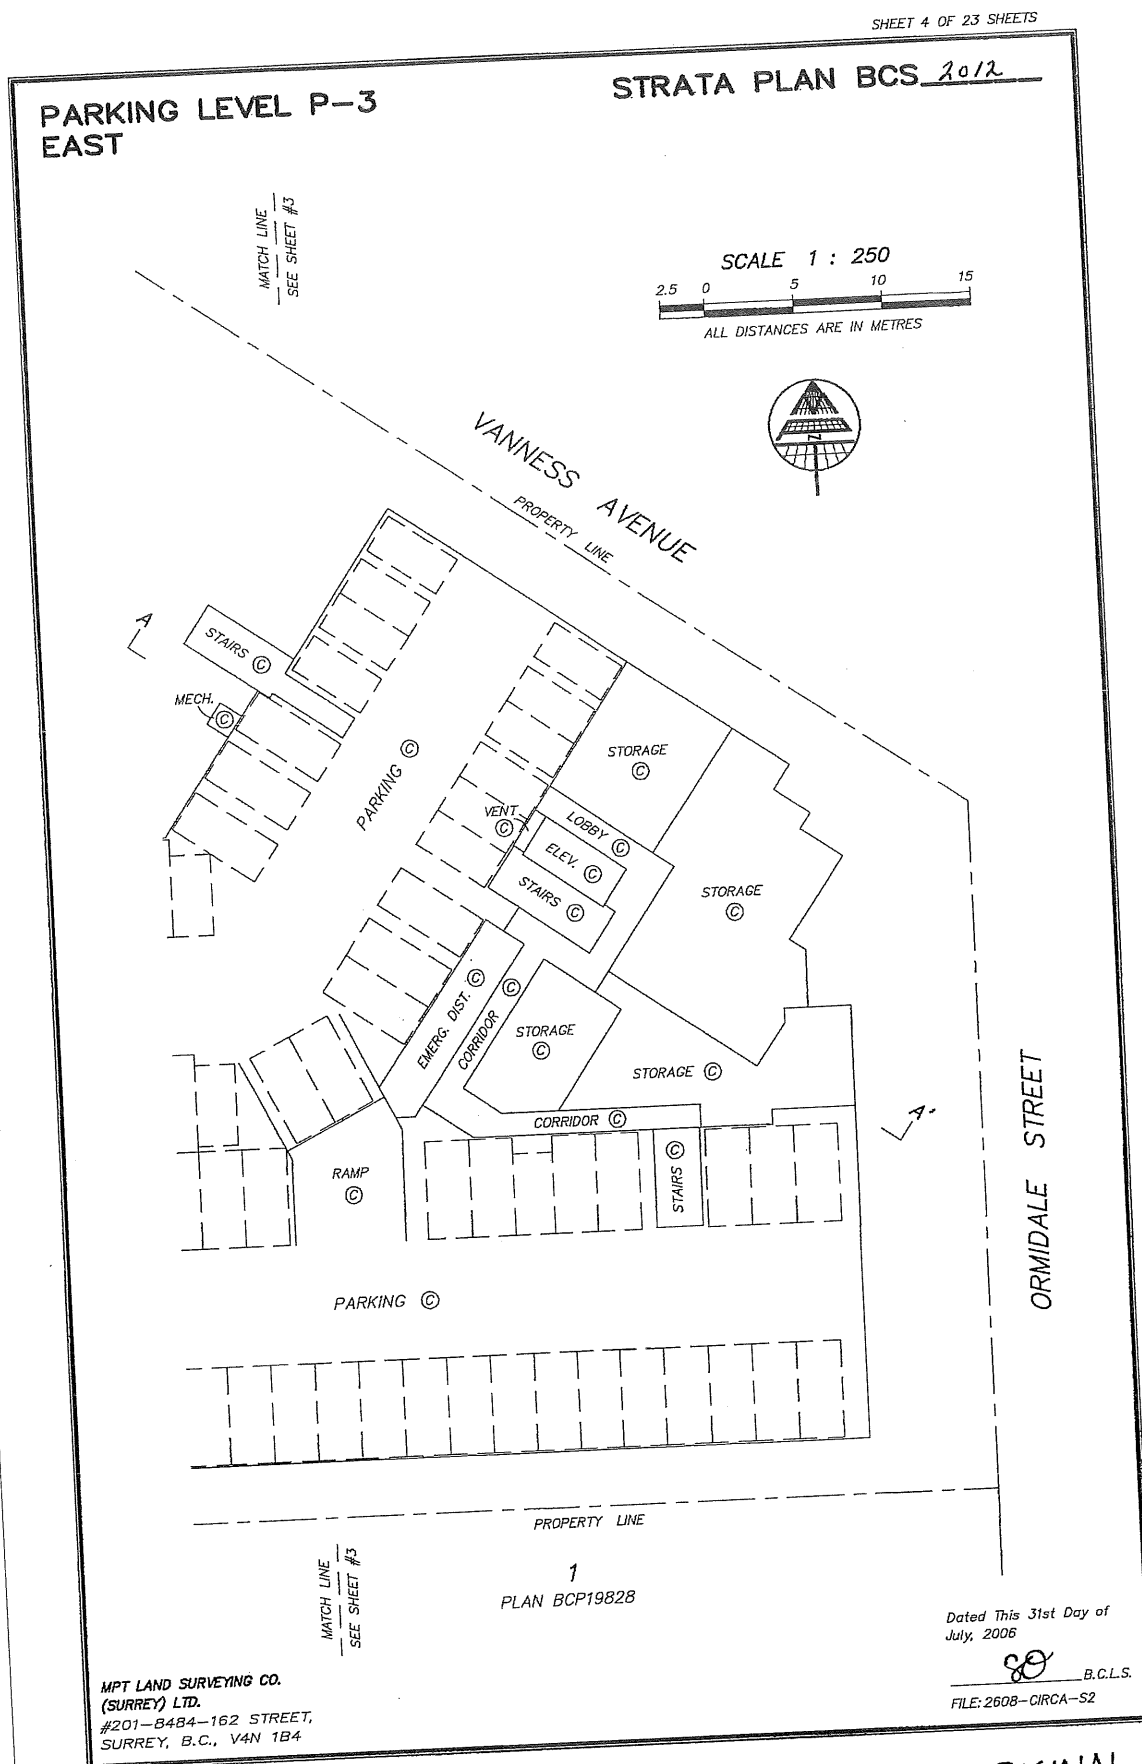 SHEET 4 OF 23 SHEETS
PARKING LEVEL P-3
EAST
STRATA PLAN BCS 2012
MATCH LINE
SEE SHEET #3
SCALE 1 : 250
2.5 0 5 10 15
ALL DISTANCES ARE IN METRES
N
VANNESS AVENUE
PROPERTY LINE
A
STAIRS C
MECH.
C
PARKING C
STORAGE
C
VENT
C
LOBBY C
ELEV. C
STAIRS C
STORAGE
C
EMERG. DIST. C
CORRIDOR C
STORAGE
C
STORAGE C
CORRIDOR C
A
STAIRS C
RAMP
C
ORMIDALE STREET
PARKING C
PROPERTY LINE
MATCH LINE
SEE SHEET #3
1
PLAN BCP19828
Dated This 31st Day of
July, 2006
B.C.L.S.
FILE: 2608-CIRCA-S2
MPT LAND SURVEYING CO.
(SURREY) LTD.
#201-8484-162 STREET,
SURREY, B.C., V4N 1B4